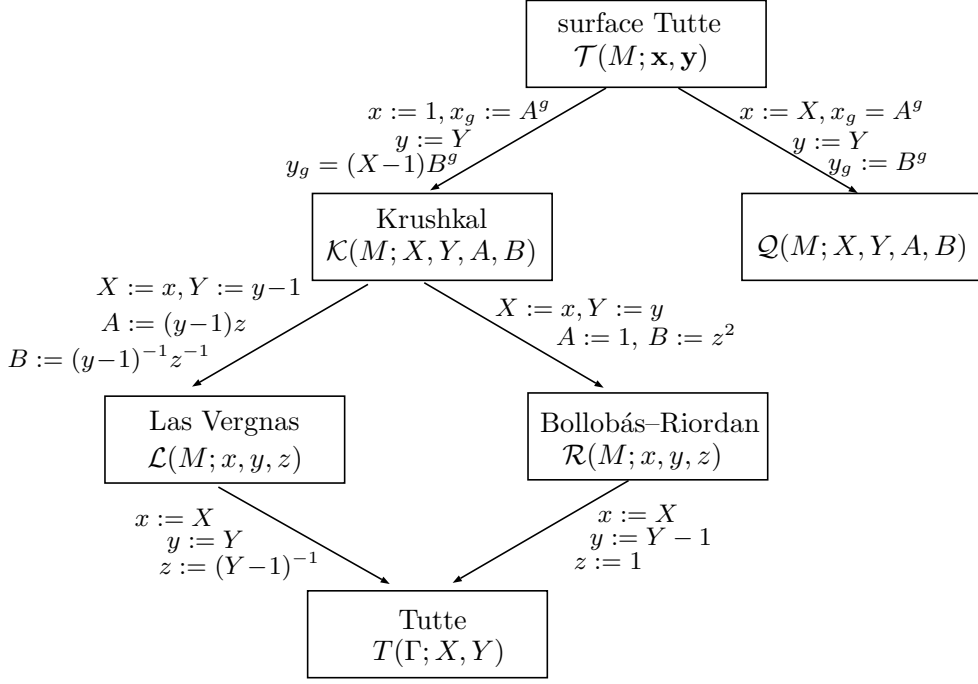 surface Tutte
𝒯(M; 𝐱, 𝐲)
x := 1, x_g := A^g
y := Y
y_g = (X−1)B^g
x := X, x_g = A^g
y := Y
y_g := B^g
Krushkal
𝒦(M; X, Y, A, B)
𝒬(M; X, Y, A, B)
X := x, Y := y−1
A := (y−1)z
B := (y−1)^{−1}z^{−1}
X := x, Y := y
A := 1, B := z^2
Las Vergnas
ℒ(M; x, y, z)
Bollobás–Riordan
ℛ(M; x, y, z)
x := X
y := Y
z := (Y−1)^{−1}
x := X
y := Y − 1
z := 1
Tutte
T(Γ; X, Y)